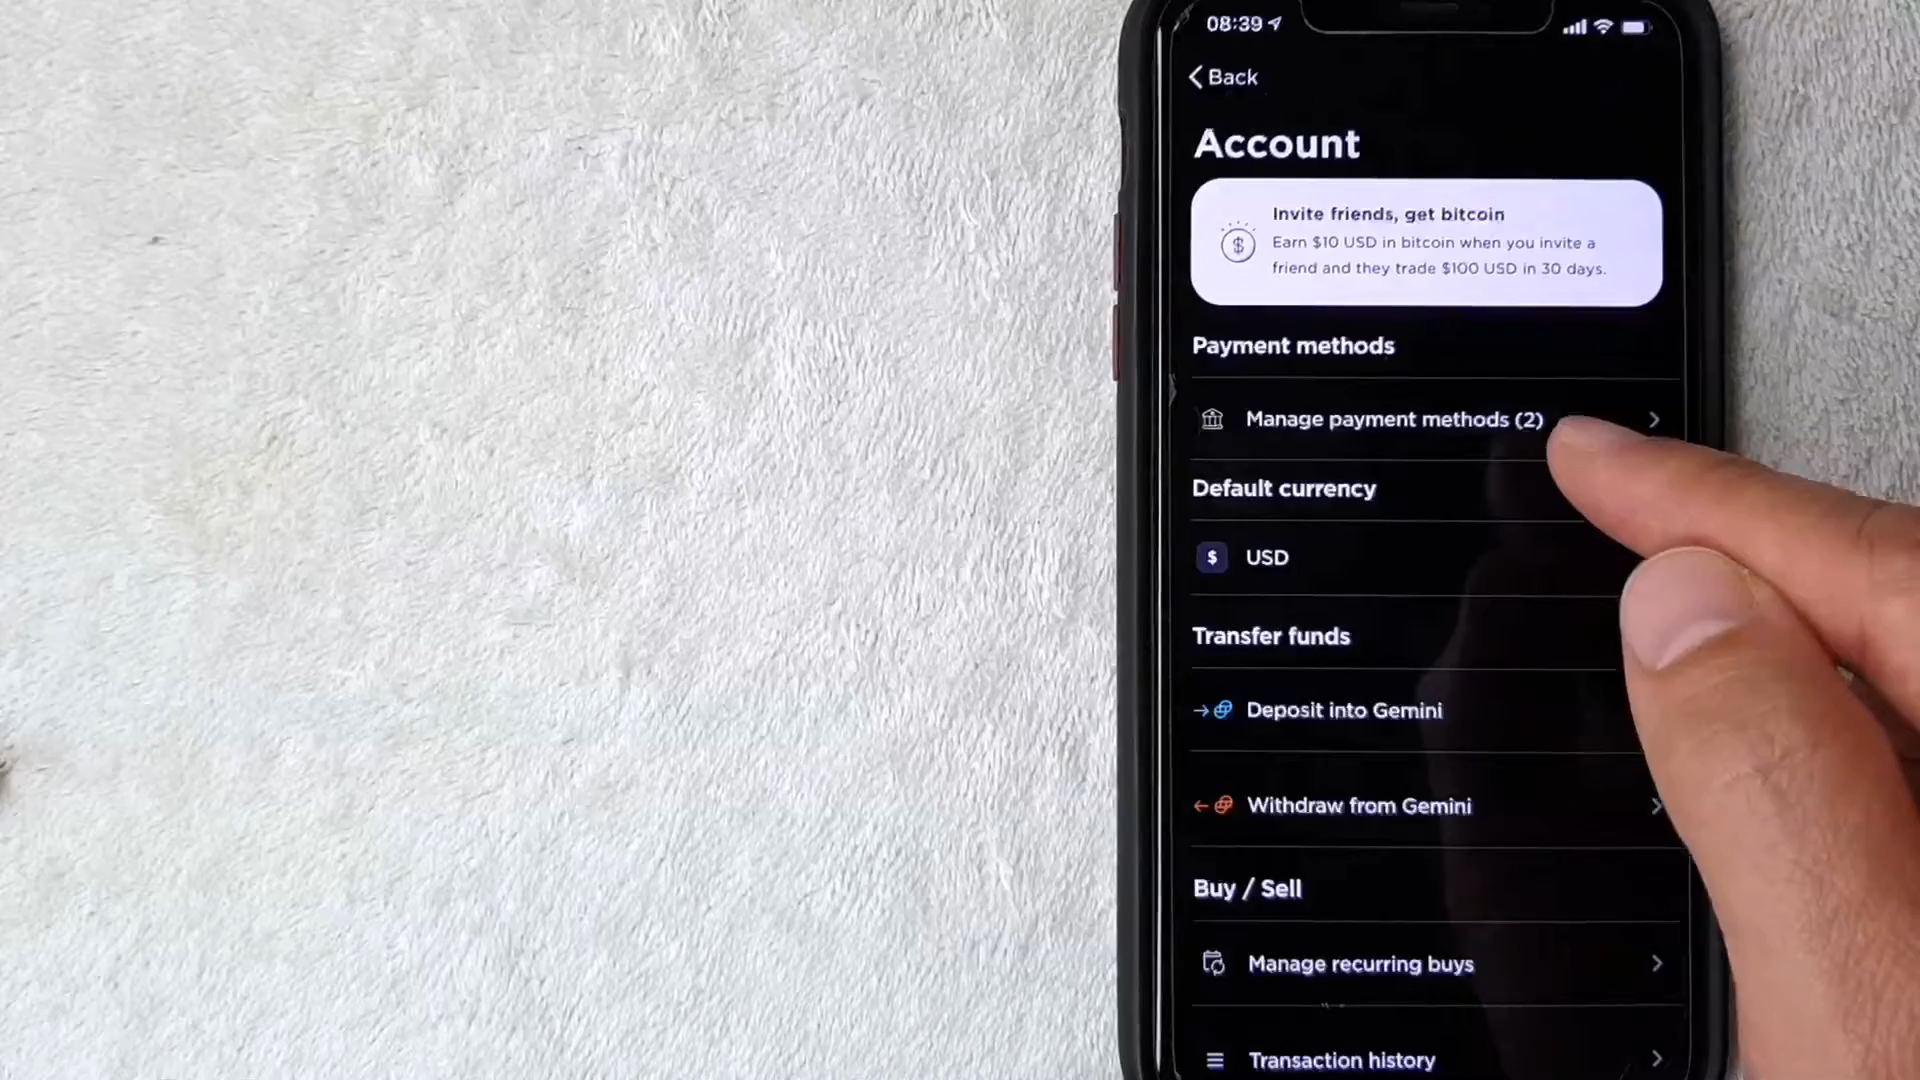 08:39
Back
Account
Invite friends, get bitcoin
Earn $10 USD in bitcoin when you invite a
friend and they trade $100 USD in 30 days.
Payment methods
Manage payment methods (2)
Default currency
$ USD
Transfer funds
Deposit into Gemini
Withdraw from Gemini
Buy / Sell
Manage recurring buys
Transaction history